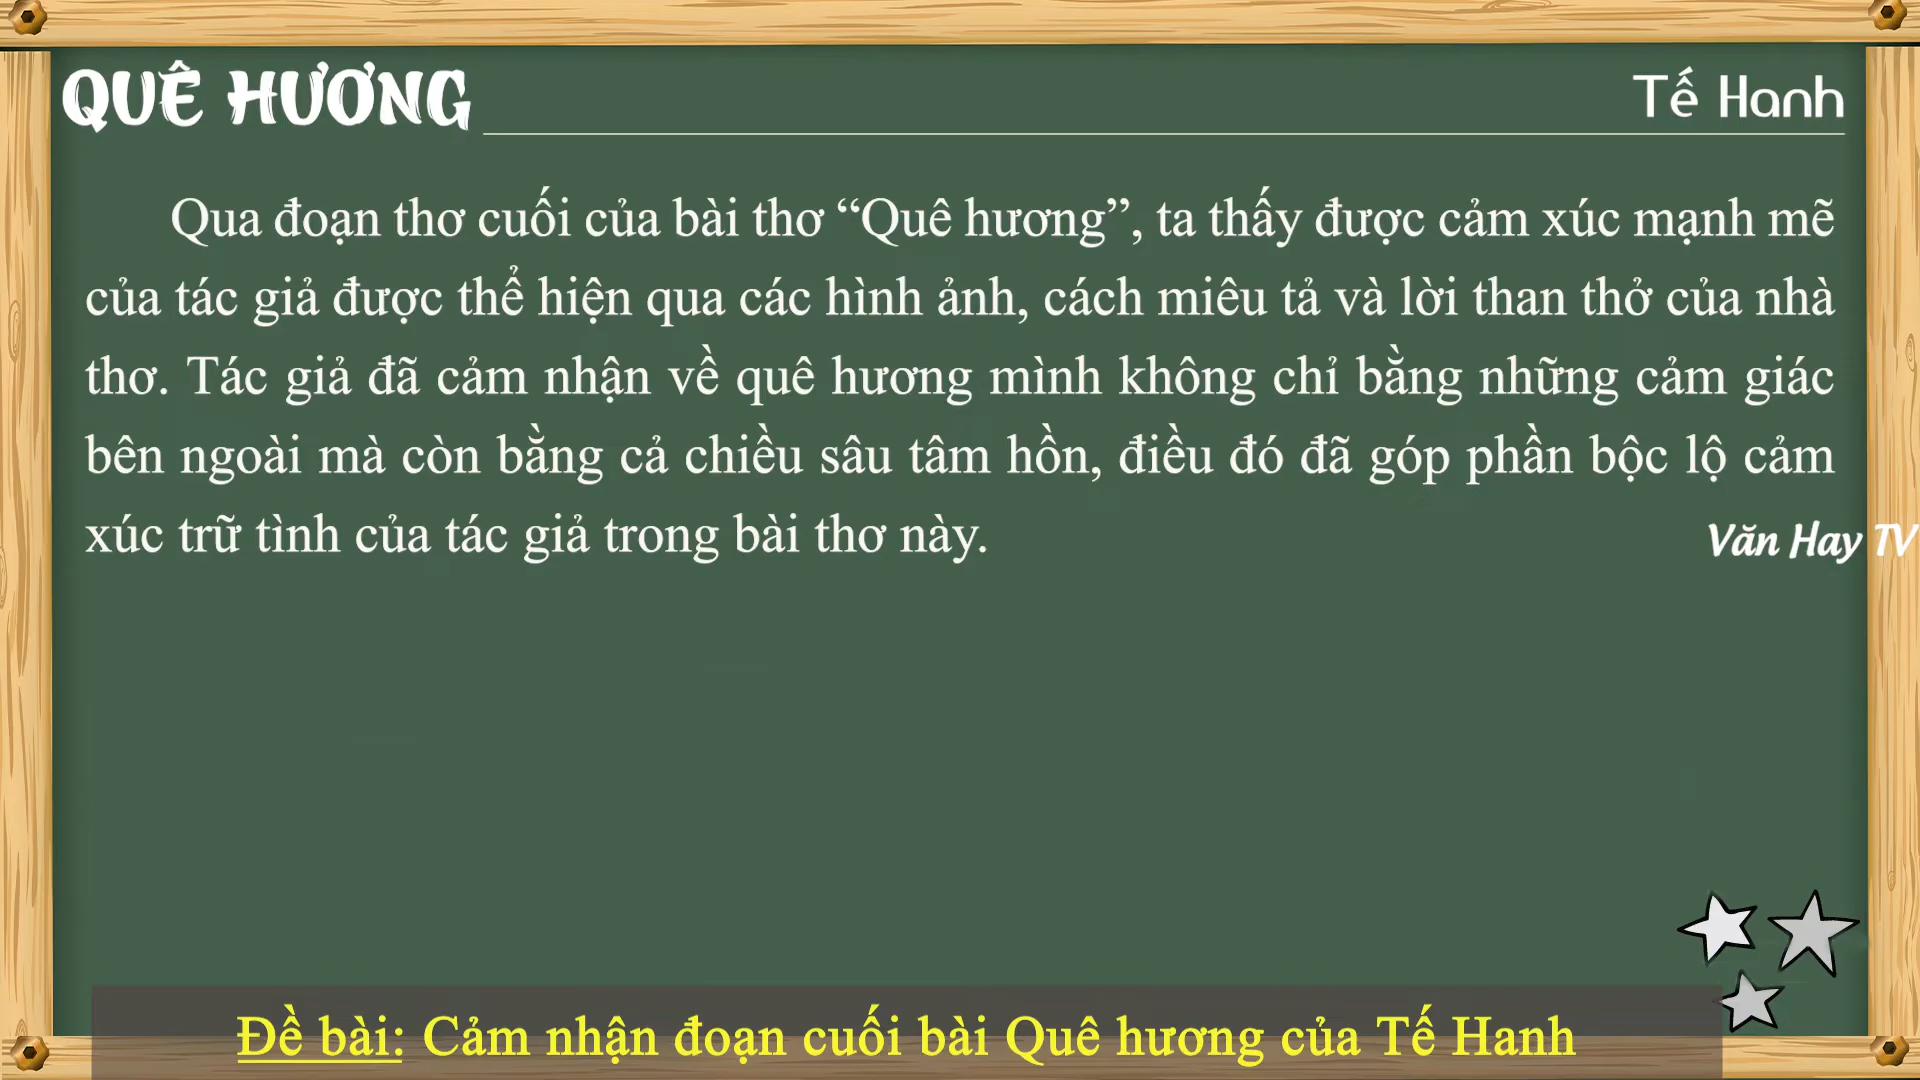 QUÊ HƯƠNG
Tế Hanh
Qua đoạn thơ cuối của bài thơ “Quê hương”, ta thấy được cảm xúc mạnh mẽ
của tác giả được thể hiện qua các hình ảnh, cách miêu tả và lời than thở của nhà
thơ. Tác giả đã cảm nhận về quê hương mình không chỉ bằng những cảm giác
bên ngoài mà còn bằng cả chiều sâu tâm hồn, điều đó đã góp phần bộc lộ cảm
xúc trữ tình của tác giả trong bài thơ này.
Văn Hay TV
Đề bài: Cảm nhận đoạn cuối bài Quê hương của Tế Hanh